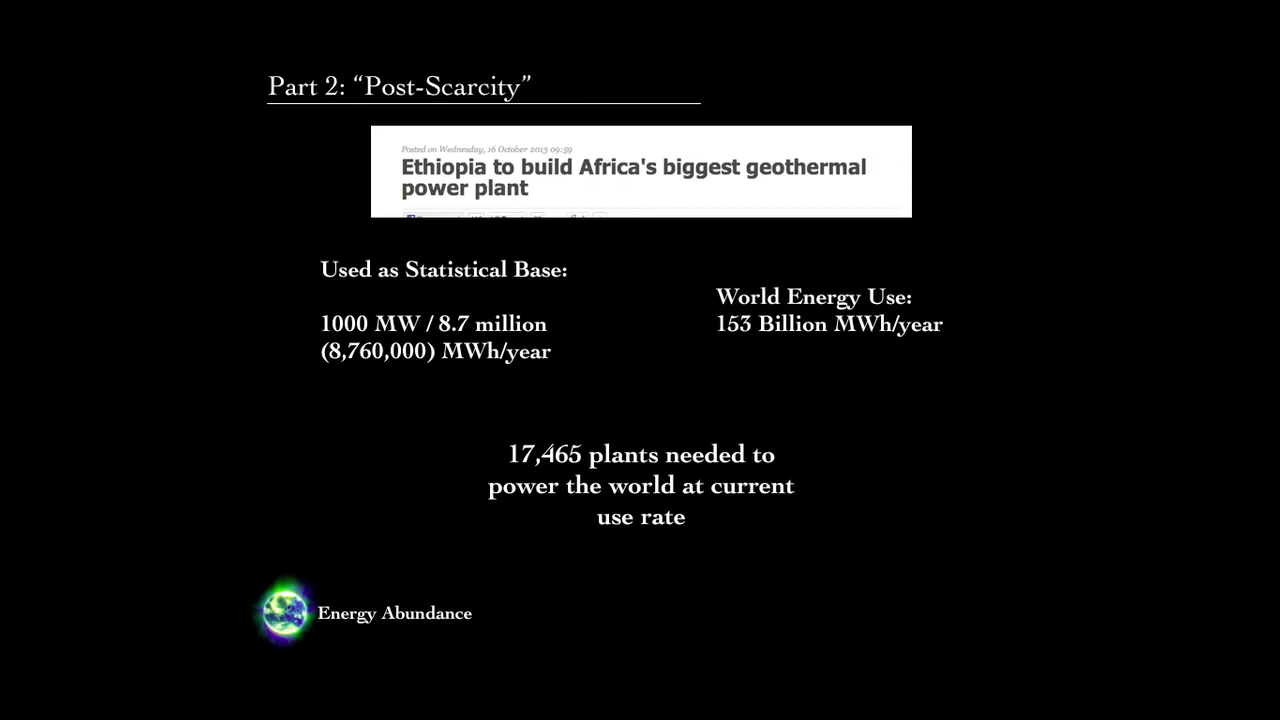 Part 2: “Post-Scarcity”
Posted on Wednesday, 16 October 2013 09:59
Ethiopia to build Africa's biggest geothermal
power plant
Used as Statistical Base:
1000 MW / 8.7 million
(8,760,000) MWh/year
World Energy Use:
153 Billion MWh/year
17,465 plants needed to
power the world at current
use rate
Energy Abundance